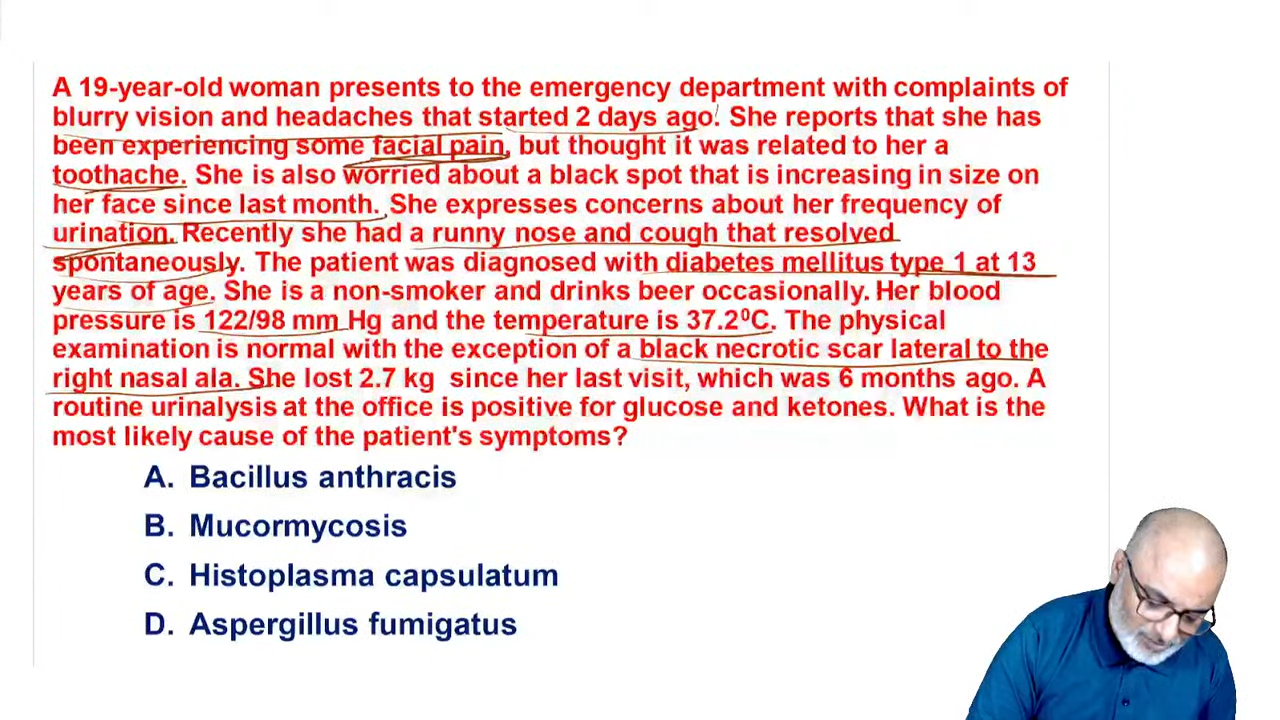 A 19-year-old woman presents to the emergency department with complaints of
blurry vision and headaches that started 2 days ago. She reports that she has
been experiencing some facial pain, but thought it was related to her a
toothache. She is also worried about a black spot that is increasing in size on
her face since last month. She expresses concerns about her frequency of
urination. Recently she had a runny nose and cough that resolved
spontaneously. The patient was diagnosed with diabetes mellitus type 1 at 13
years of age. She is a non-smoker and drinks beer occasionally. Her blood
pressure is 122/98 mm Hg and the temperature is 37.2⁰C. The physical
examination is normal with the exception of a black necrotic scar lateral to the
right nasal ala. She lost 2.7 kg since her last visit, which was 6 months ago. A
routine urinalysis at the office is positive for glucose and ketones. What is the
most likely cause of the patient's symptoms?
A. Bacillus anthracis
B. Mucormycosis
C. Histoplasma capsulatum
D. Aspergillus fumigatus